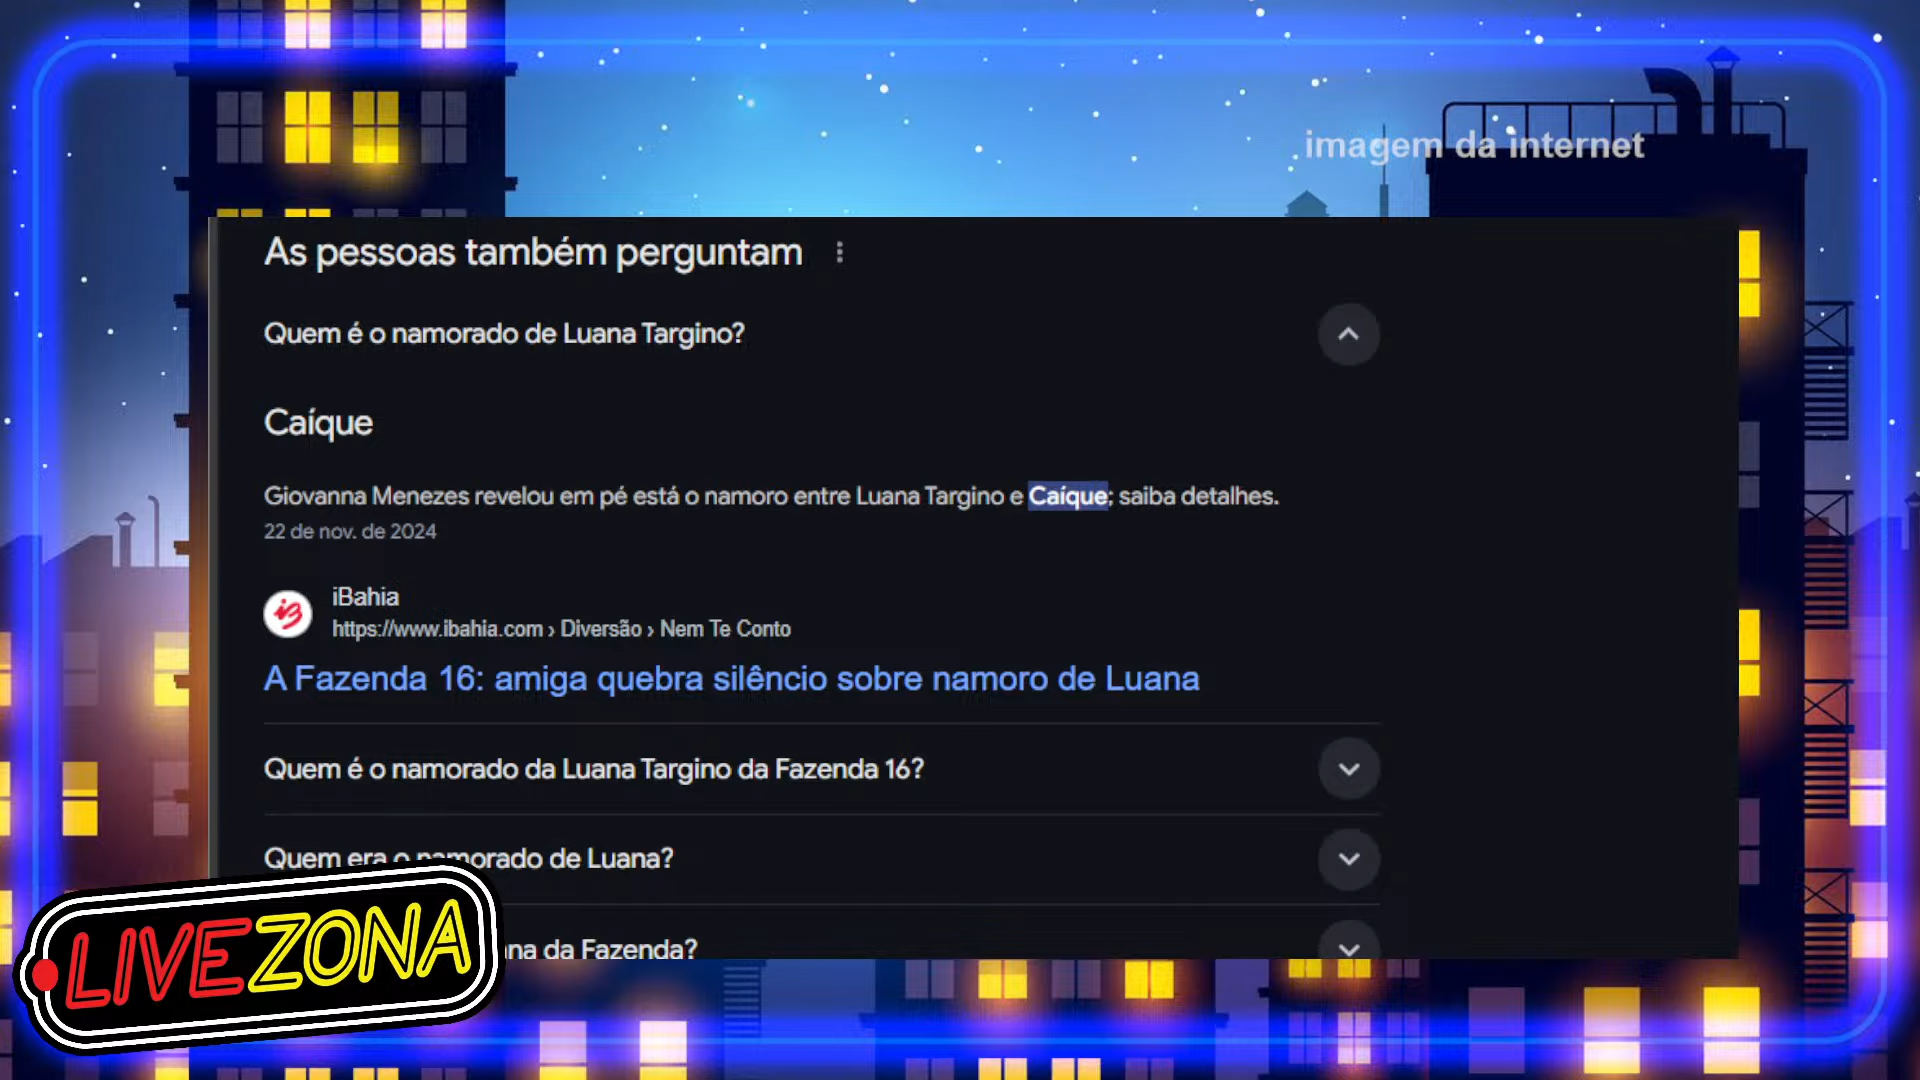 imagem da internet
As pessoas também perguntam
Quem é o namorado de Luana Targino?
Caíque
Giovanna Menezes revelou em pé está o namoro entre Luana Targino e Caíque; saiba detalhes.
22 de nov. de 2024
iBahia
https://www.ibahia.com › Diversão › Nem Te Conto
A Fazenda 16: amiga quebra silêncio sobre namoro de Luana
Quem é o namorado da Luana Targino da Fazenda 16?
Quem era o namorado de Luana?
da Fazenda?
LIVEZONA